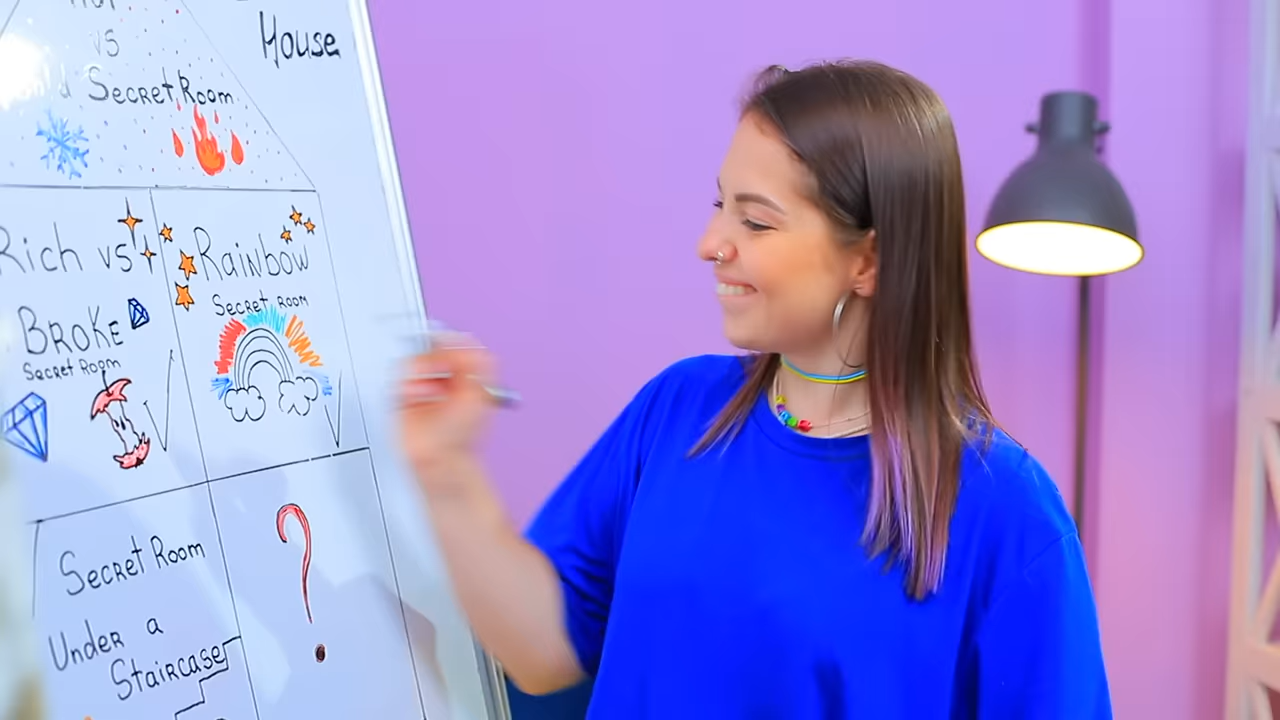 House
vs
Secret Room
Rich vs
Broke
Secret Room
Rainbow
Secret room
Secret Room
Under a
Staircase
?